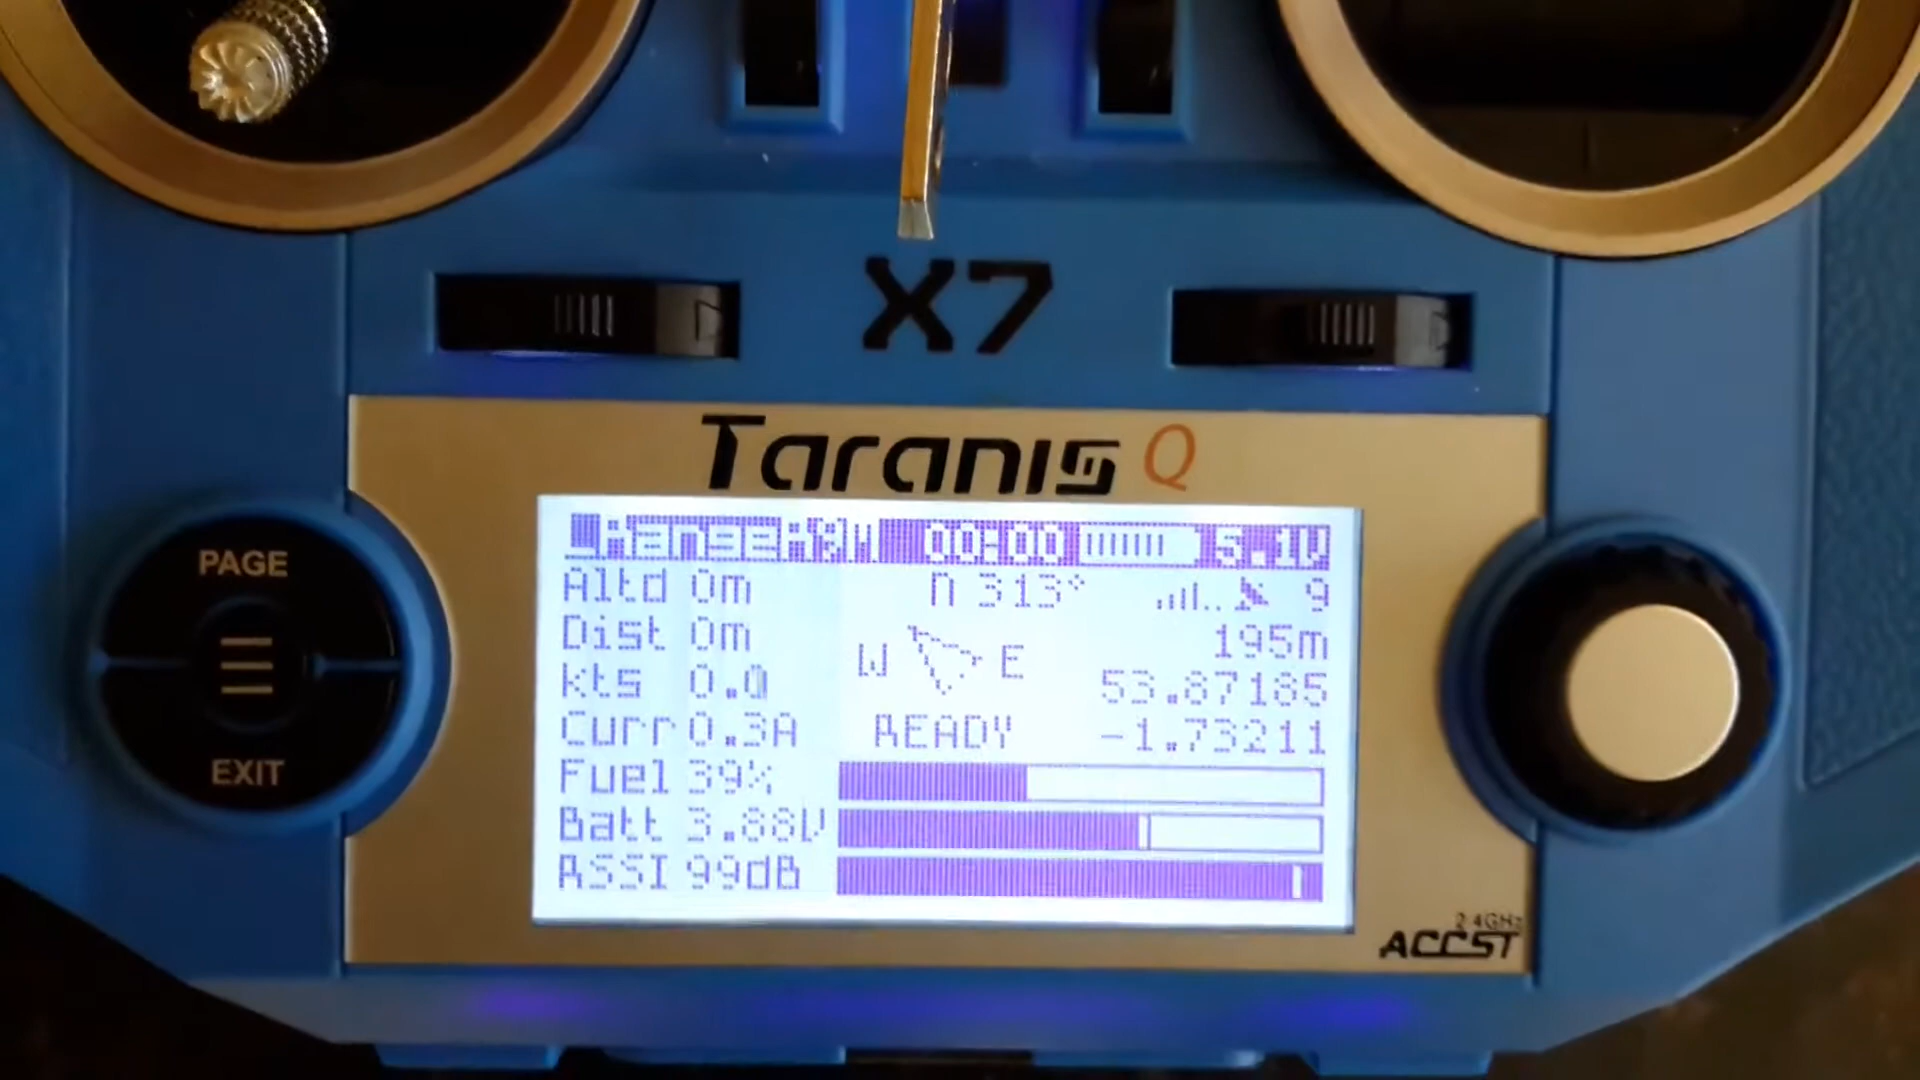 X7
Taranis Q
PAGE
EXIT
00:00 5.1V
Altd 0m
N 313°
9
Dist 0m
195m
W E
kts 0.0
53.87185
Curr 0.3A
READY
-1.73211
Fuel 39%
Batt 3.88V
RSSI 99dB
2.4GHz
ACCST